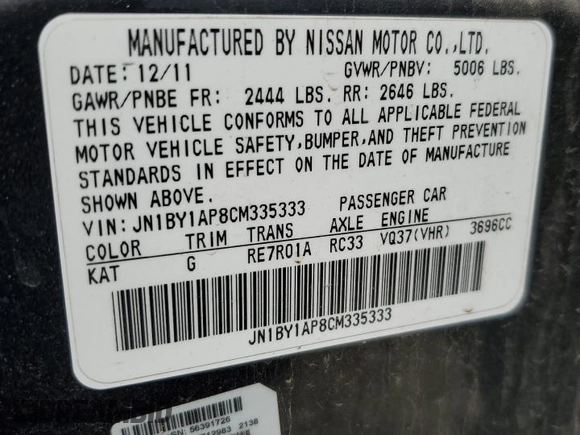 MANUFACTURED BY NISSAN MOTOR CO.,LTD.
DATE: 12/11 GVWR/PNBV: 5006 LBS.
GAWR/PNBE FR: 2444 LBS. RR: 2646 LBS.
THIS VEHICLE CONFORMS TO ALL APPLICABLE FEDERAL
MOTOR VEHICLE SAFETY,BUMPER,AND THEFT PREVENTION
STANDARDS IN EFFECT ON THE DATE OF MANUFACTURE
SHOWN ABOVE.
VIN: JN1BY1AP8CM335333 PASSENGER CAR
COLOR TRIM TRANS AXLE ENGINE
KAT G RE7R01A RC33 VQ37(VHR) 3696CC
JN1BY1AP8CM335333
SN: 56391726
2138